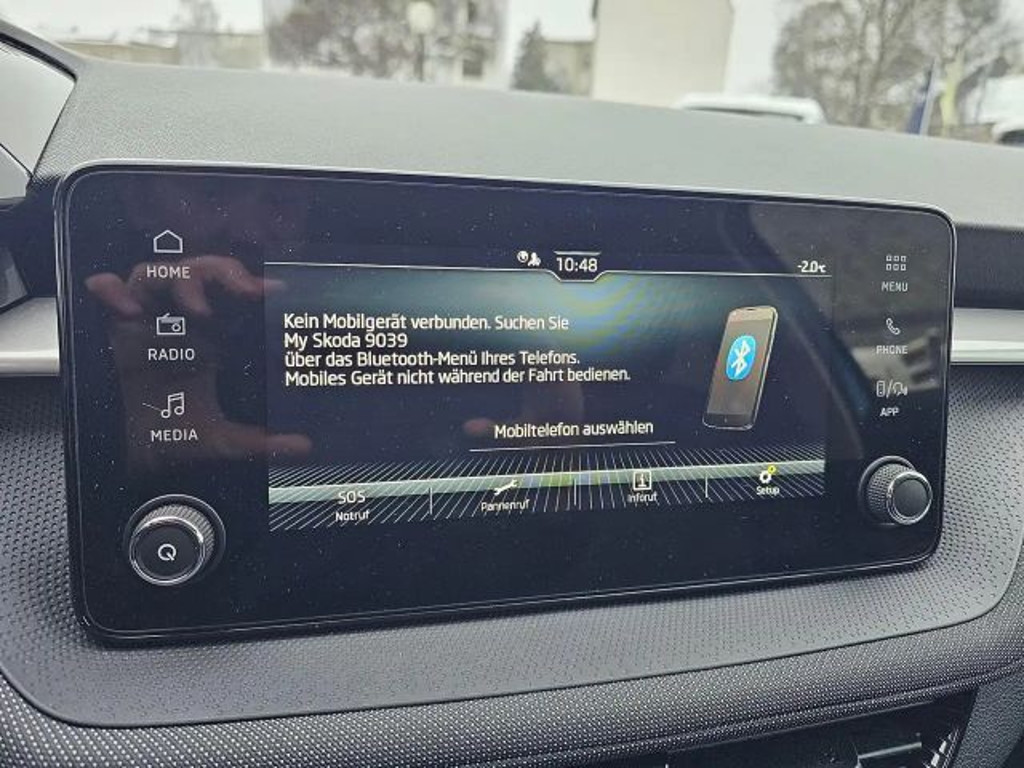 HOME
RADIO
MEDIA
10:48
-2.0°C
Kein Mobilgerät verbunden. Suchen Sie
My Skoda 9039
über das Bluetooth-Menü Ihres Telefons.
Mobiles Gerät nicht während der Fahrt bedienen.
Mobiltelefon auswählen
SOS
Notruf
Pannenruf
Inforuf
Setup
MENU
PHONE
APP